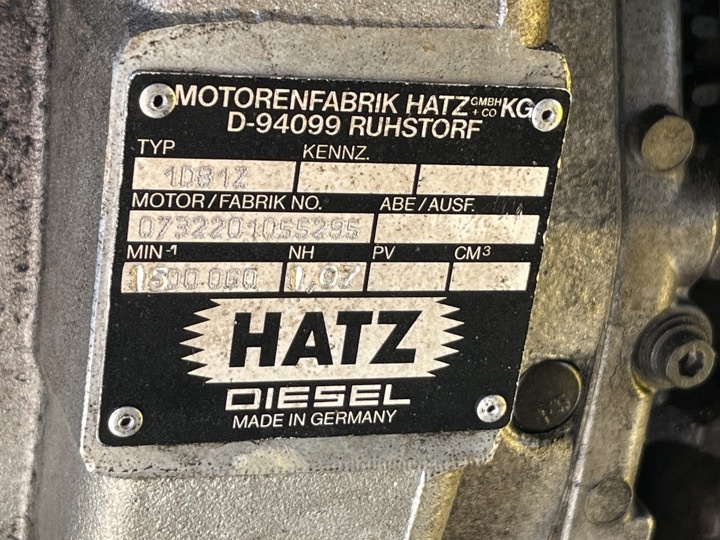 MOTORENFABRIK HATZ GMBH + CO KG
D-94099 RUHSTORF
TYP KENNZ.
1D81Z
MOTOR/FABRIK NO. ABE/AUSF.
0732201055295
MIN-1 NH PV CM3
1500.060 1,07
HATZ
DIESEL
MADE IN GERMANY